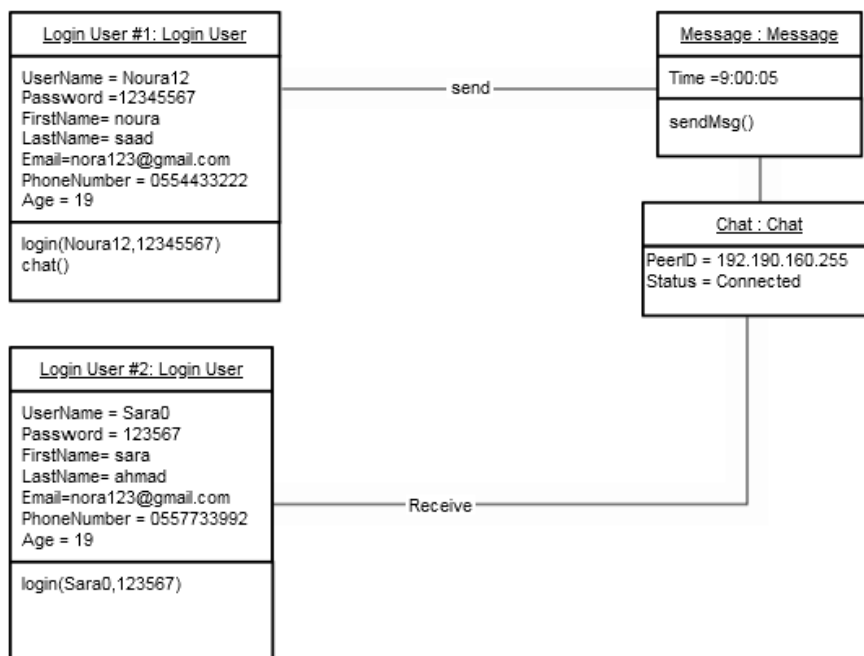 Login User #1: Login User
UserName = Noura12
Password =12345567
FirstName= noura
LastName= saad
Email=nora123@gmail.com
PhoneNumber = 0554433222
Age = 19
login(Noura12,12345567)
chat()
send
Message : Message
Time =9:00:05
sendMsg()
Chat : Chat
PeerID = 192.190.160.255
Status = Connected
Login User #2: Login User
UserName = Sara0
Password = 123567
FirstName= sara
LastName= ahmad
Email=nora123@gmail.com
PhoneNumber = 0557733992
Age = 19
login(Sara0,123567)
Receive